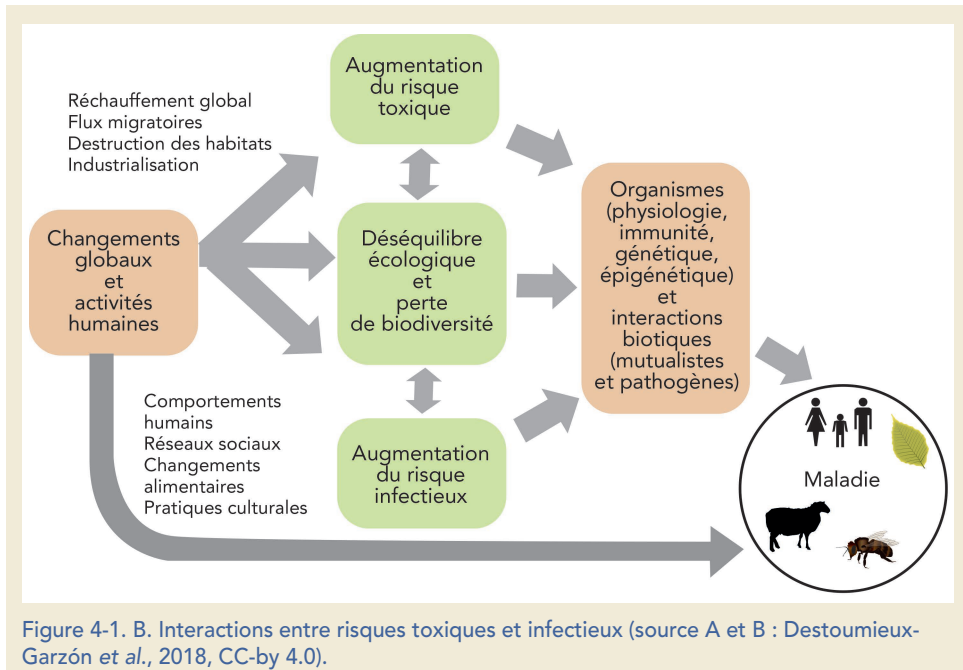 Réchauffement global
Flux migratoires
Destruction des habitats
Industrialisation
Augmentation
du risque
toxique
Changements
globaux
et
activités
humaines
Déséquilibre
écologique
et
perte
de biodiversité
Organismes
(physiologie,
immunité,
génétique,
épigénétique)
et
interactions
biotiques
(mutualistes
et pathogènes)
Comportements
humains
Réseaux sociaux
Changements
alimentaires
Pratiques culturales
Augmentation
du risque
infectieux
Maladie
Figure 4-1. B. Interactions entre risques toxiques et infectieux (source A et B : Destoumieux-
Garzón et al., 2018, CC-by 4.0).